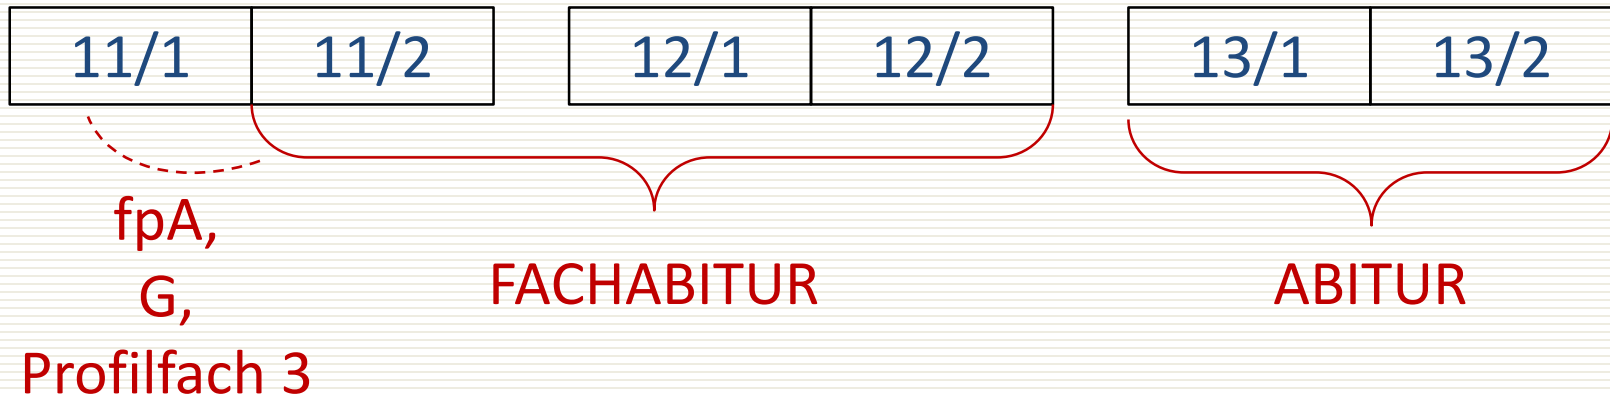 11/1 11/2 12/1 12/2 13/1 13/2
fpA,
G,
Profilfach 3
FACHABITUR
ABITUR